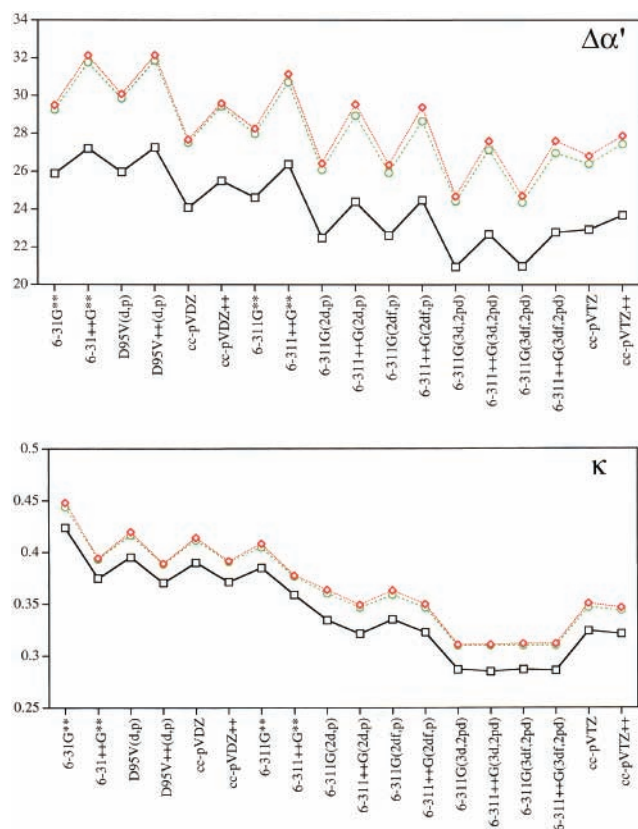 34
Δα'
32
30
28
26
24
22
20
6-31G**
6-31++G**
D95V(d,p)
D95V++(d,p)
cc-pVDZ
cc-pVDZ++
6-311G**
6-311++G**
6-311G(2d,p)
6-311++G(2d,p)
6-311G(2df,p)
6-311++G(2df,p)
6-311G(3d,2pd)
6-311++G(3d,2pd)
6-311G(3df,2pd)
6-311++G(3df,2pd)
cc-pVTZ
cc-pVTZ++
0.5
κ
0.45
0.4
0.35
0.3
0.25
6-31G**
6-31++G**
D95V(d,p)
D95V++(d,p)
cc-pVDZ
cc-pVDZ++
6-311G**
6-311++G**
6-311G(2d,p)
6-311++G(2d,p)
6-311G(2df,p)
6-311++G(2df,p)
6-311G(3d,2pd)
6-311++G(3d,2pd)
6-311G(3df,2pd)
6-311++G(3df,2pd)
cc-pVTZ
cc-pVTZ++